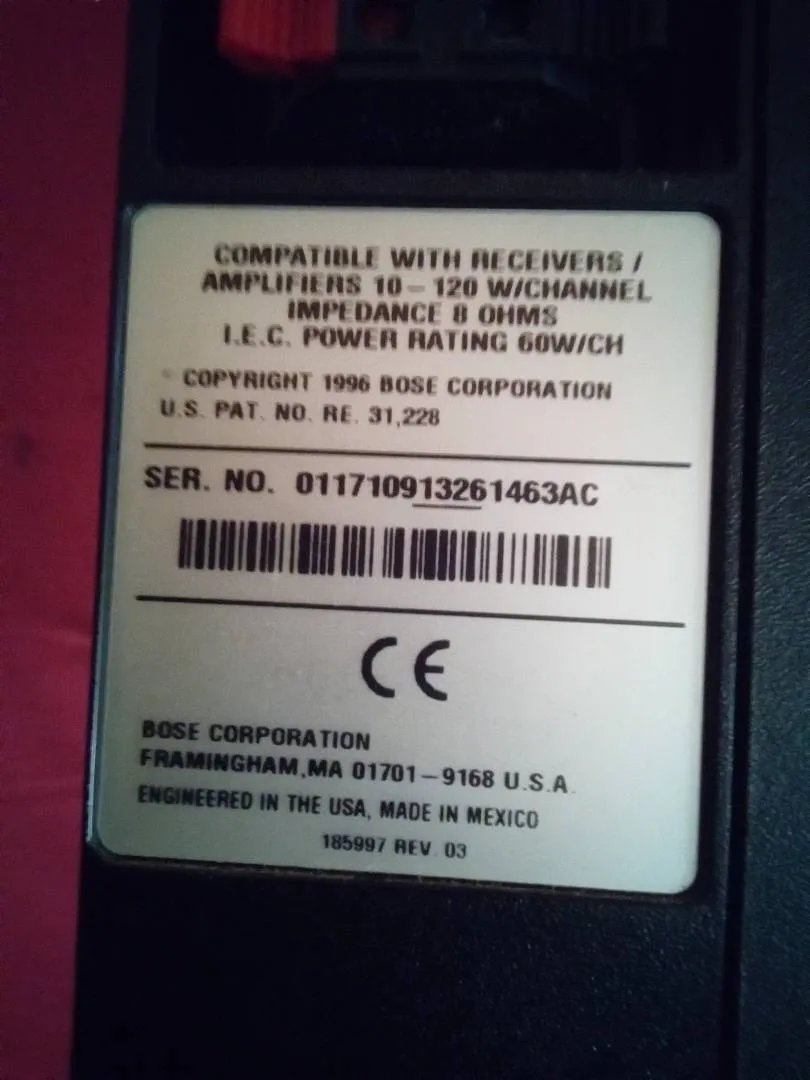 COMPATIBLE WITH RECEIVERS /
AMPLIFIERS 10 – 120 W/CHANNEL
IMPEDANCE 8 OHMS
I.E.C. POWER RATING 60W/CH
COPYRIGHT 1996 BOSE CORPORATION
U.S. PAT. NO. RE. 31,228
SER. NO. 011710913261463AC
CE
BOSE CORPORATION
FRAMINGHAM,MA 01701–9168 U.S.A.
ENGINEERED IN THE USA, MADE IN MEXICO
185997 REV. 03